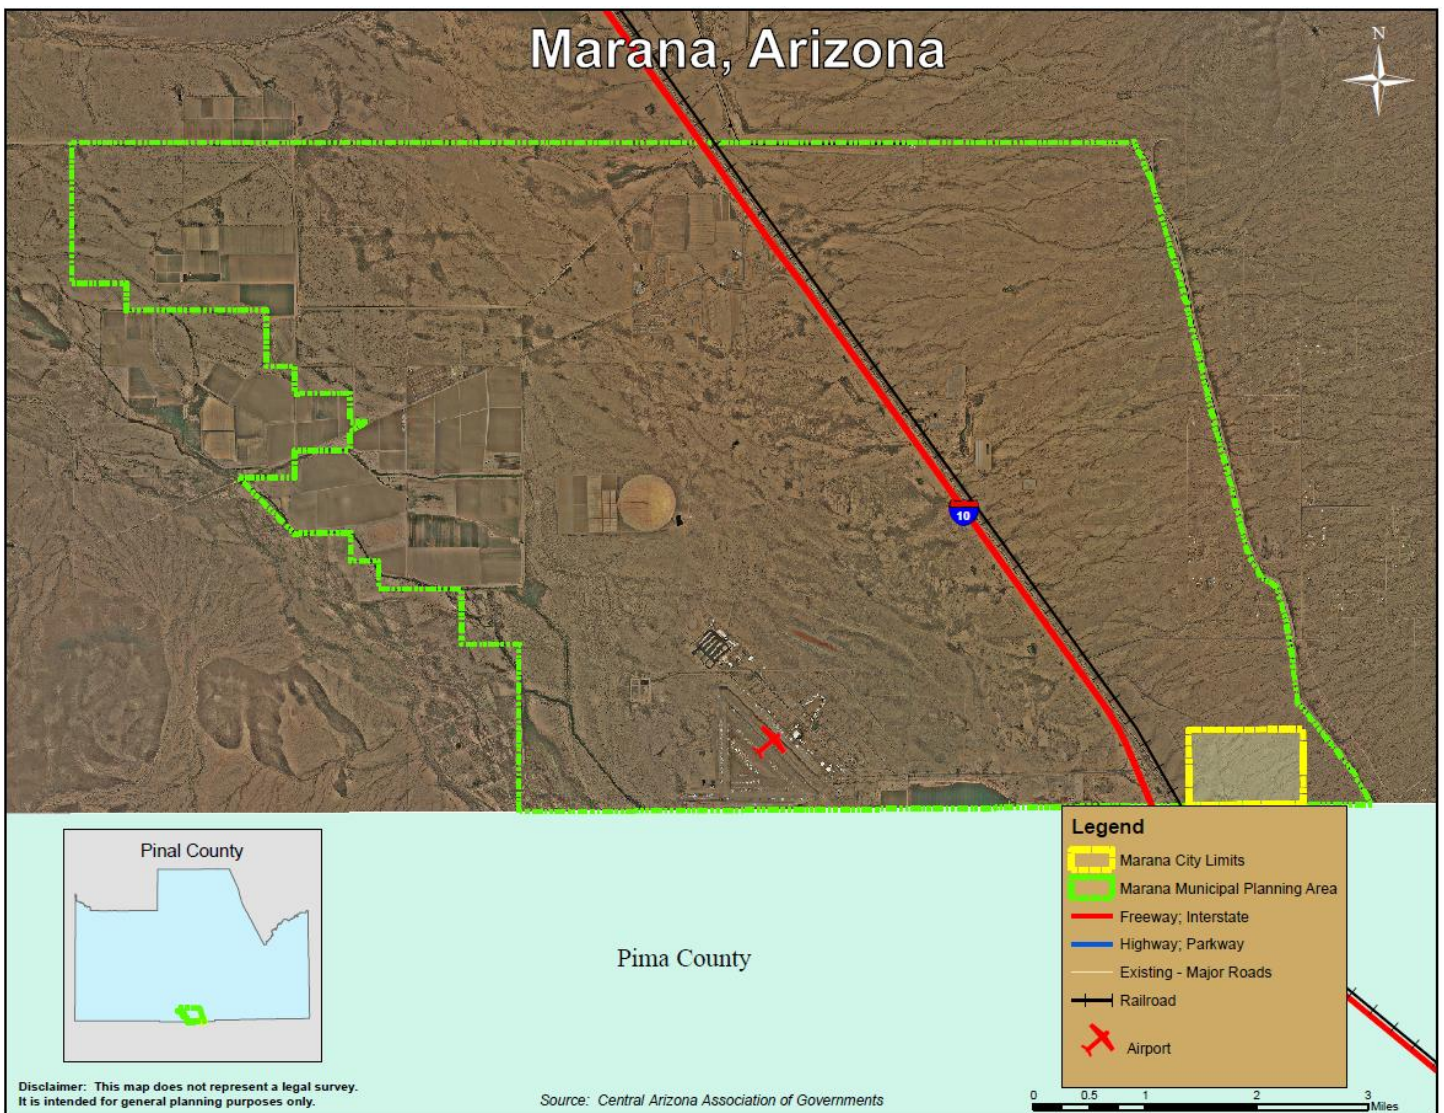 Marana, Arizona
N
10
Pinal County
Pima County
Legend
Marana City Limits
Marana Municipal Planning Area
Freeway; Interstate
Highway; Parkway
Existing - Major Roads
Railroad
Airport
Disclaimer: This map does not represent a legal survey.
It is intended for general planning purposes only.
Source: Central Arizona Association of Governments
0 0.5 1 2 3
Miles